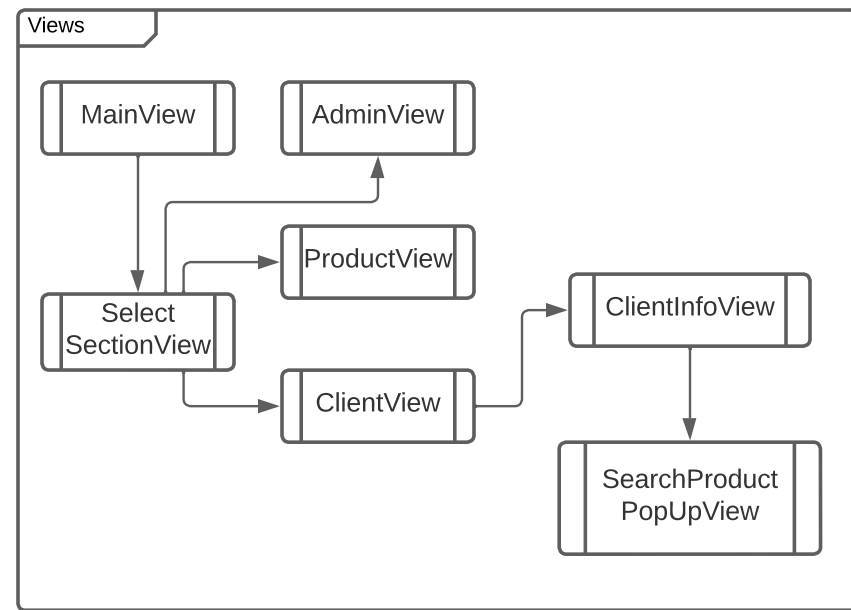 Views
MainView
AdminView
ProductView
Select
SectionView
ClientView
ClientInfoView
SearchProduct
PopUpView